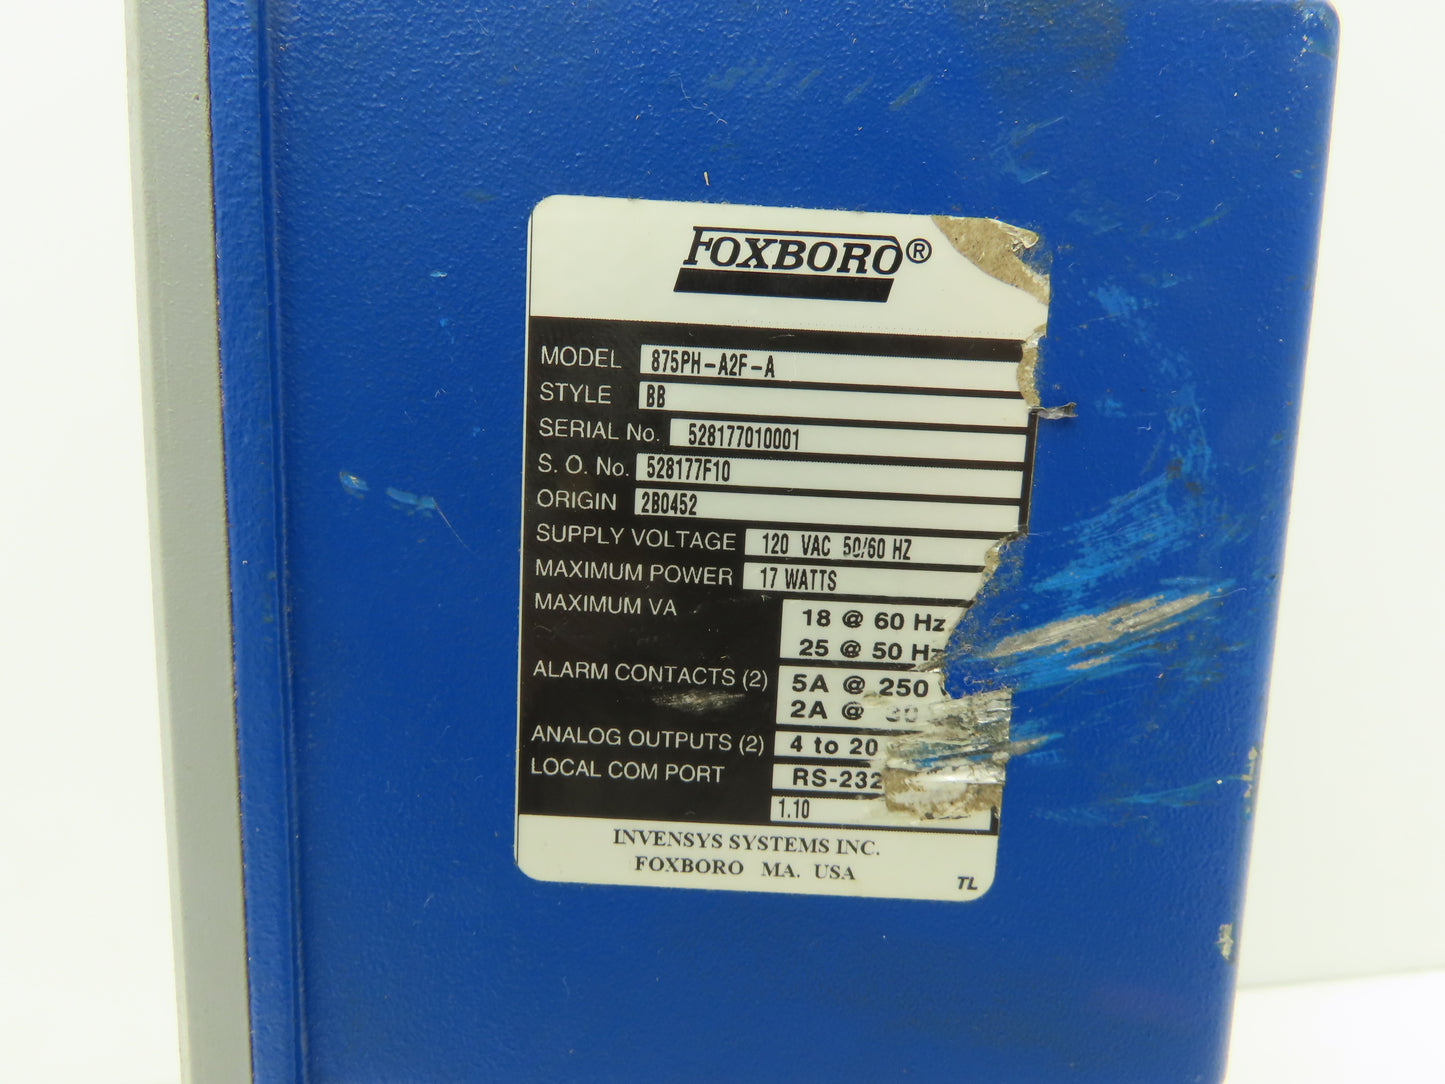 FOXBORO®
MODEL 875PH-A2F-A
STYLE BB
SERIAL No. 528177010001
S. O. No. 528177F10
ORIGIN 2B0452
SUPPLY VOLTAGE 120 VAC 50/60 HZ
MAXIMUM POWER 17 WATTS
MAXIMUM VA 18 @ 60 Hz
25 @ 50 Hz
ALARM CONTACTS (2) 5A @ 250
2A @ 30
ANALOG OUTPUTS (2) 4 to 20
LOCAL COM PORT RS-232
1.10
INVENSYS SYSTEMS INC.
FOXBORO MA. USA
TL